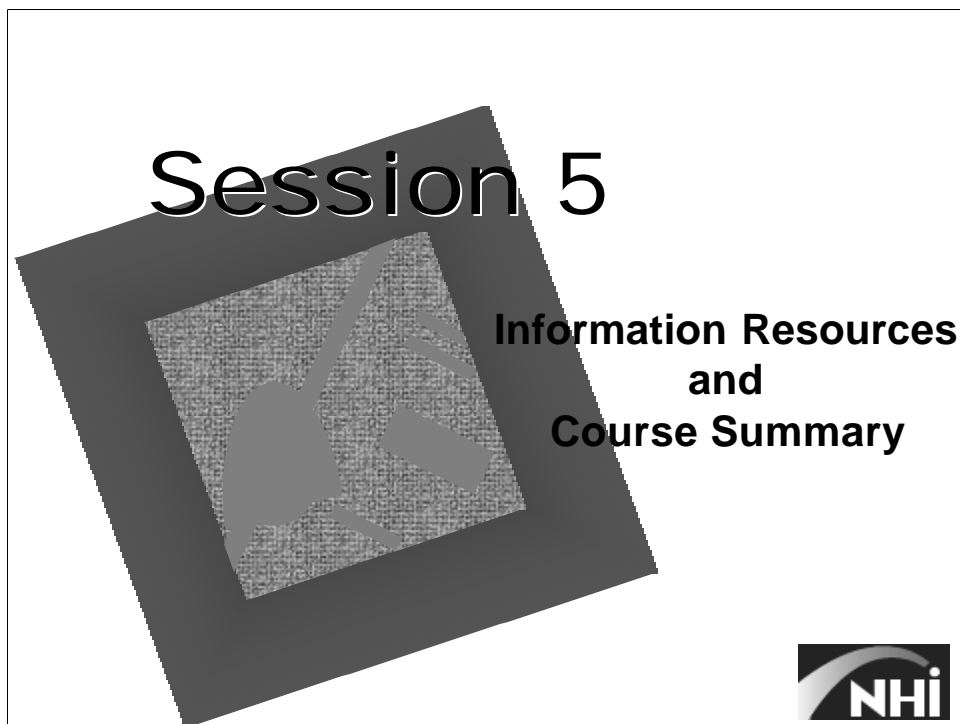 Session 5
Information Resources
and
Course Summary
NHi